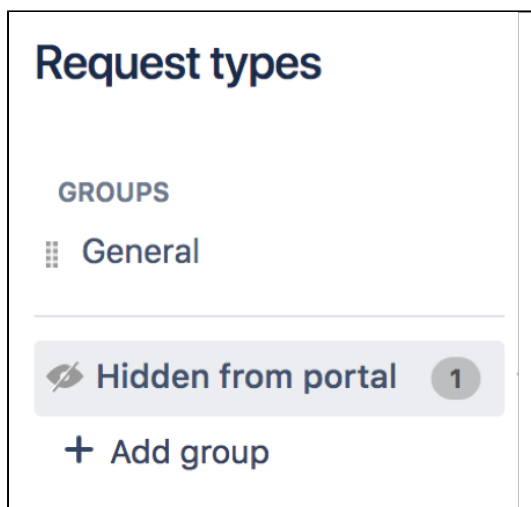 Request types
GROUPS
General
Hidden from portal 1
+ Add group